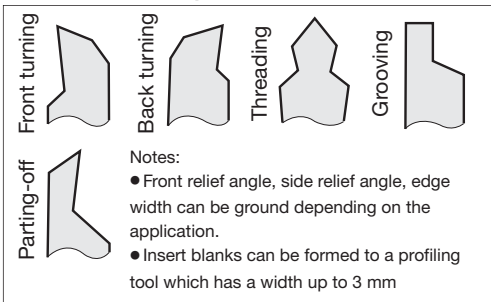 Front turning
Back turning
Threading
Grooving
Parting-off
Notes:
● Front relief angle, side relief angle, edge
width can be ground depending on the
application.
● Insert blanks can be formed to a profiling
tool which has a width up to 3 mm